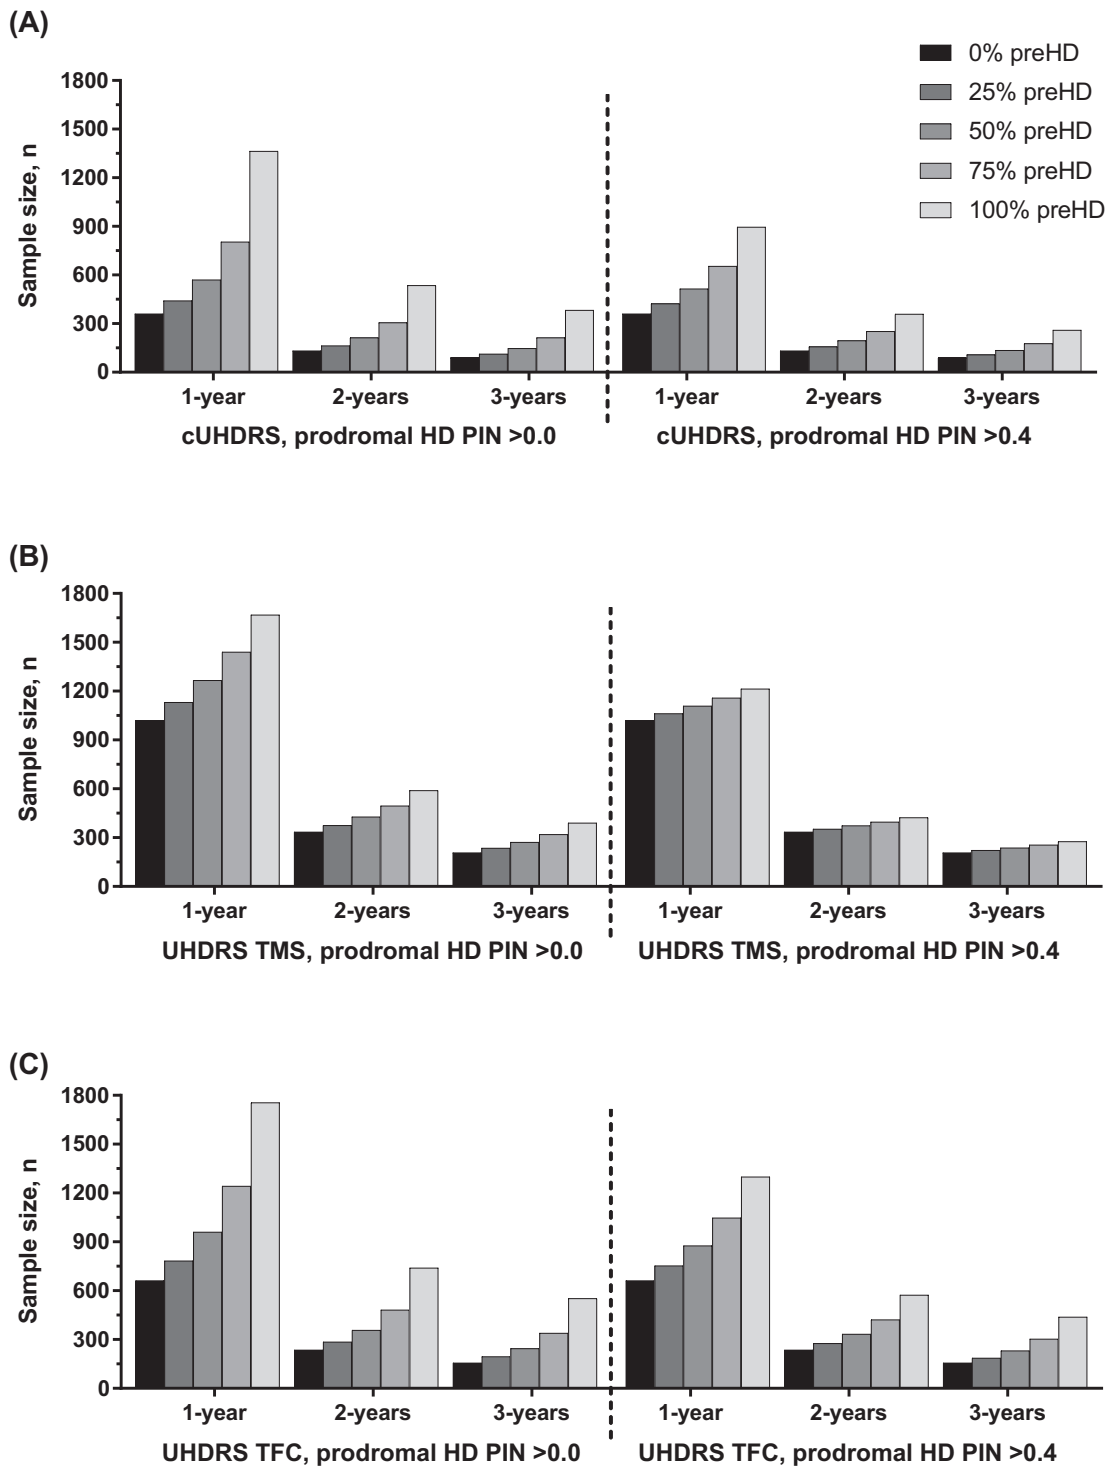 (A)
0% preHD
25% preHD
50% preHD
75% preHD
100% preHD
Sample size, n
1800
1500
1200
900
600
300
0
1-year 2-years 3-years 1-year 2-years 3-years
cUHDRS, prodromal HD PIN >0.0 cUHDRS, prodromal HD PIN >0.4
(B)
Sample size, n
1800
1500
1200
900
600
300
0
1-year 2-years 3-years 1-year 2-years 3-years
UHDRS TMS, prodromal HD PIN >0.0 UHDRS TMS, prodromal HD PIN >0.4
(C)
Sample size, n
1800
1500
1200
900
600
300
0
1-year 2-years 3-years 1-year 2-years 3-years
UHDRS TFC, prodromal HD PIN >0.0 UHDRS TFC, prodromal HD PIN >0.4